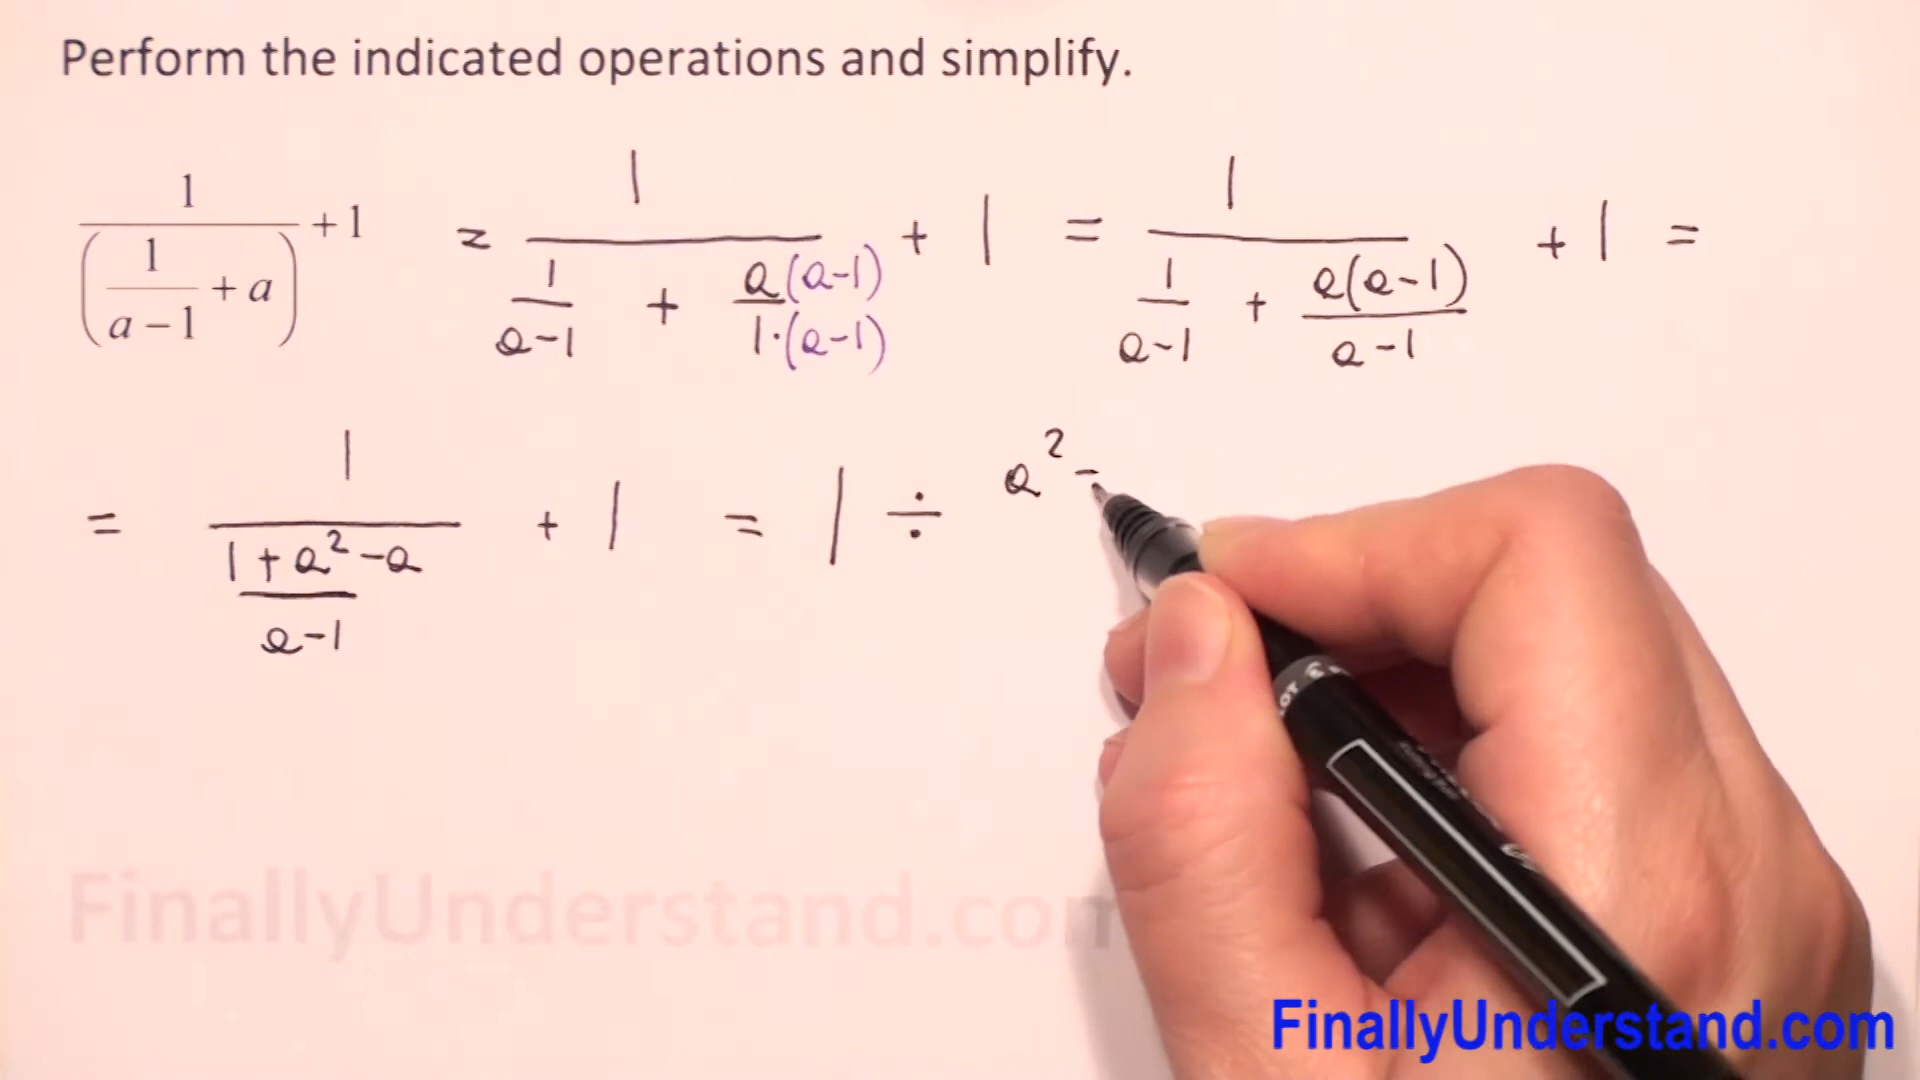 Perform the indicated operations and simplify.
1/((1/(a-1) + a)) + 1 = 1/(1/(a-1) + a(a-1)/1·(a-1)) + 1 = 1/(1/(a-1) + a(a-1)/(a-1)) + 1 =
= 1/((1+a²-a)/(a-1)) + 1 = 1 ÷ a² -
FinallyUnderstand.com
FinallyUnderstand.com